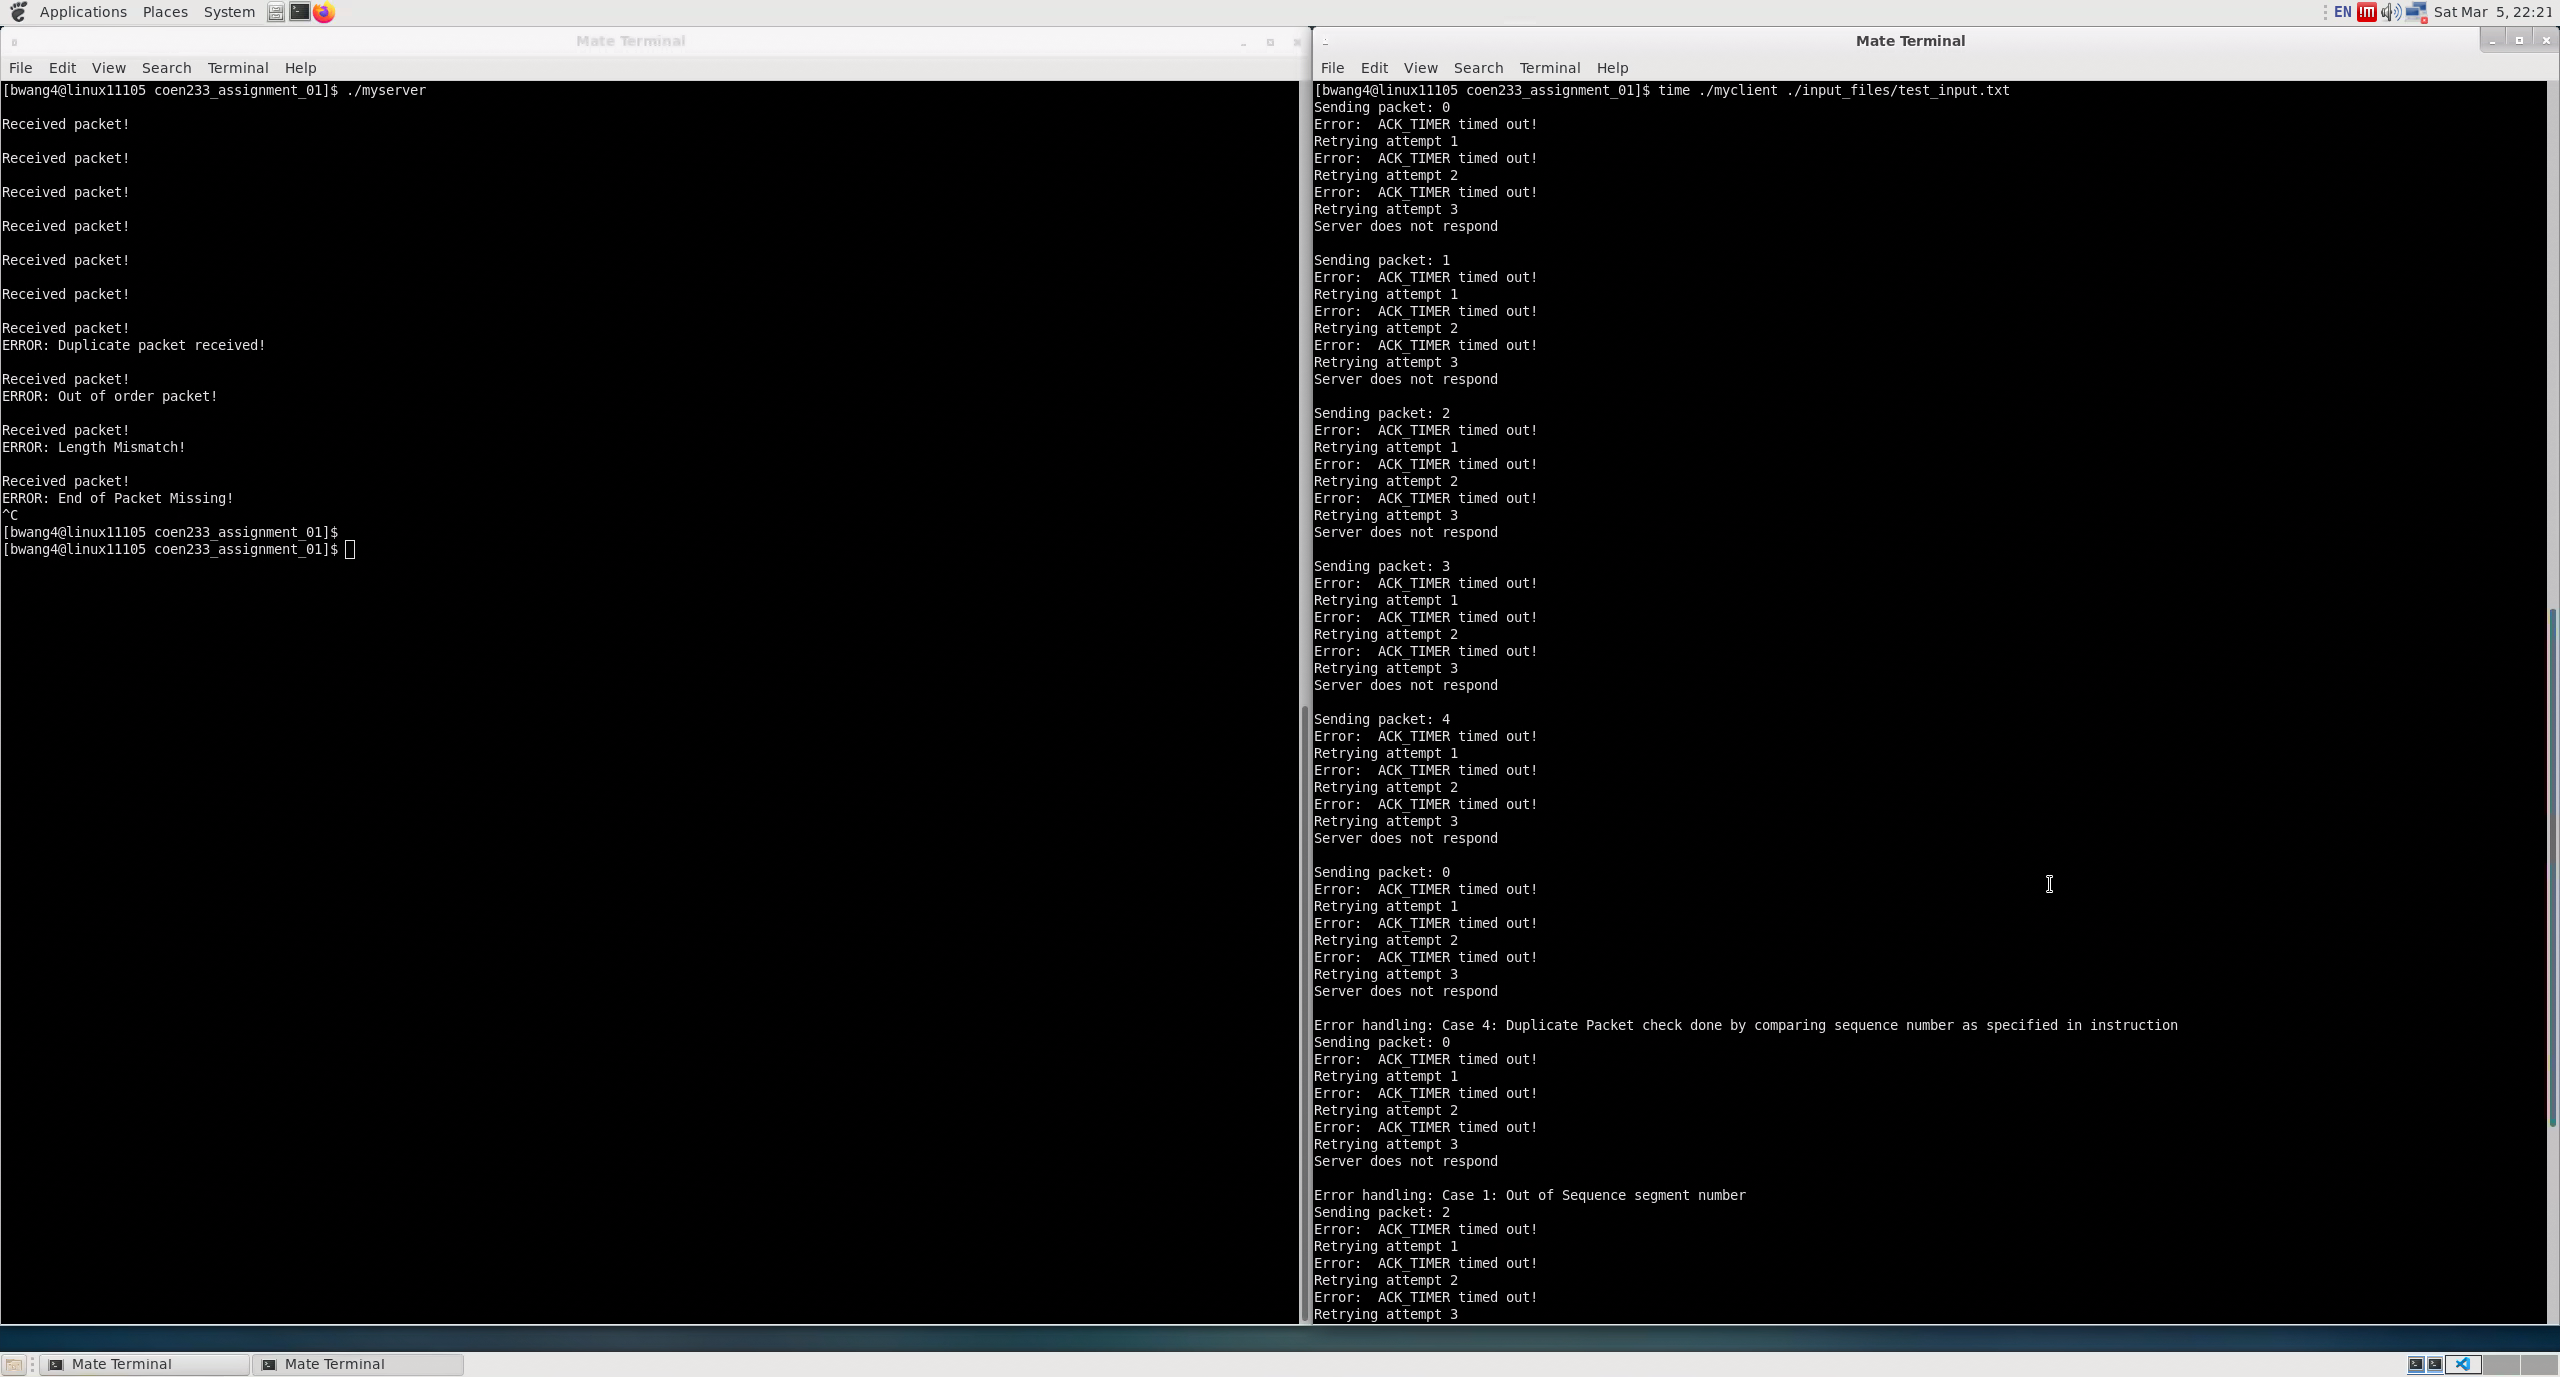 Applications Places System EN !m Sat Mar 5, 22:21
Mate Terminal
File Edit View Search Terminal Help
[bwang4@linux11105 coen233_assignment_01]$ ./myserver
Received packet!
Received packet!
Received packet!
Received packet!
Received packet!
Received packet!
Received packet!
ERROR: Duplicate packet received!
Received packet!
ERROR: Out of order packet!
Received packet!
ERROR: Length Mismatch!
Received packet!
ERROR: End of Packet Missing!
^C
[bwang4@linux11105 coen233_assignment_01]$
[bwang4@linux11105 coen233_assignment_01]$
Mate Terminal
File Edit View Search Terminal Help
[bwang4@linux11105 coen233_assignment_01]$ time ./myclient ./input_files/test_input.txt
Sending packet: 0
Error:  ACK_TIMER timed out!
Retrying attempt 1
Error:  ACK_TIMER timed out!
Retrying attempt 2
Error:  ACK_TIMER timed out!
Retrying attempt 3
Server does not respond
Sending packet: 1
Error:  ACK_TIMER timed out!
Retrying attempt 1
Error:  ACK_TIMER timed out!
Retrying attempt 2
Error:  ACK_TIMER timed out!
Retrying attempt 3
Server does not respond
Sending packet: 2
Error:  ACK_TIMER timed out!
Retrying attempt 1
Error:  ACK_TIMER timed out!
Retrying attempt 2
Error:  ACK_TIMER timed out!
Retrying attempt 3
Server does not respond
Sending packet: 3
Error:  ACK_TIMER timed out!
Retrying attempt 1
Error:  ACK_TIMER timed out!
Retrying attempt 2
Error:  ACK_TIMER timed out!
Retrying attempt 3
Server does not respond
Sending packet: 4
Error:  ACK_TIMER timed out!
Retrying attempt 1
Error:  ACK_TIMER timed out!
Retrying attempt 2
Error:  ACK_TIMER timed out!
Retrying attempt 3
Server does not respond
Sending packet: 0
Error:  ACK_TIMER timed out!
Retrying attempt 1
Error:  ACK_TIMER timed out!
Retrying attempt 2
Error:  ACK_TIMER timed out!
Retrying attempt 3
Server does not respond
Error handling: Case 4: Duplicate Packet check done by comparing sequence number as specified in instruction
Sending packet: 0
Error:  ACK_TIMER timed out!
Retrying attempt 1
Error:  ACK_TIMER timed out!
Retrying attempt 2
Error:  ACK_TIMER timed out!
Retrying attempt 3
Server does not respond
Error handling: Case 1: Out of Sequence segment number
Sending packet: 2
Error:  ACK_TIMER timed out!
Retrying attempt 1
Error:  ACK_TIMER timed out!
Retrying attempt 2
Error:  ACK_TIMER timed out!
Retrying attempt 3
Mate Terminal Mate Terminal